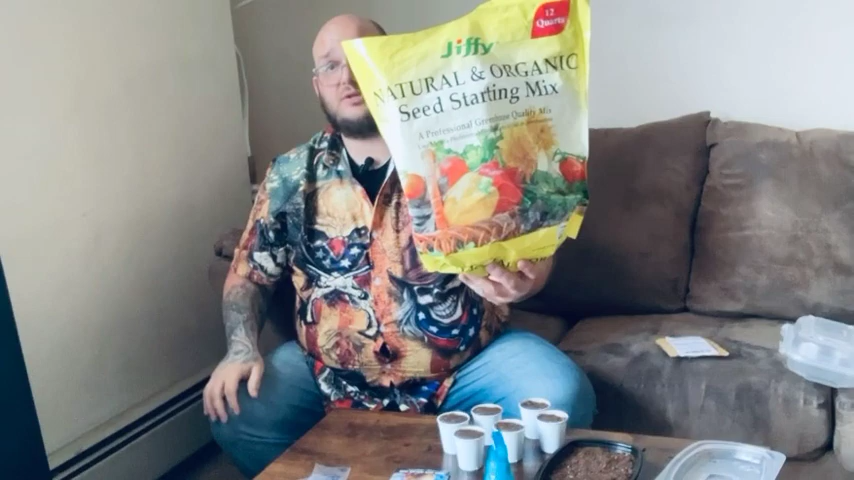 12
Quarts
Jiffy
NATURAL & ORGANIC
Seed Starting Mix
A Professional Greenhouse Quality Mix